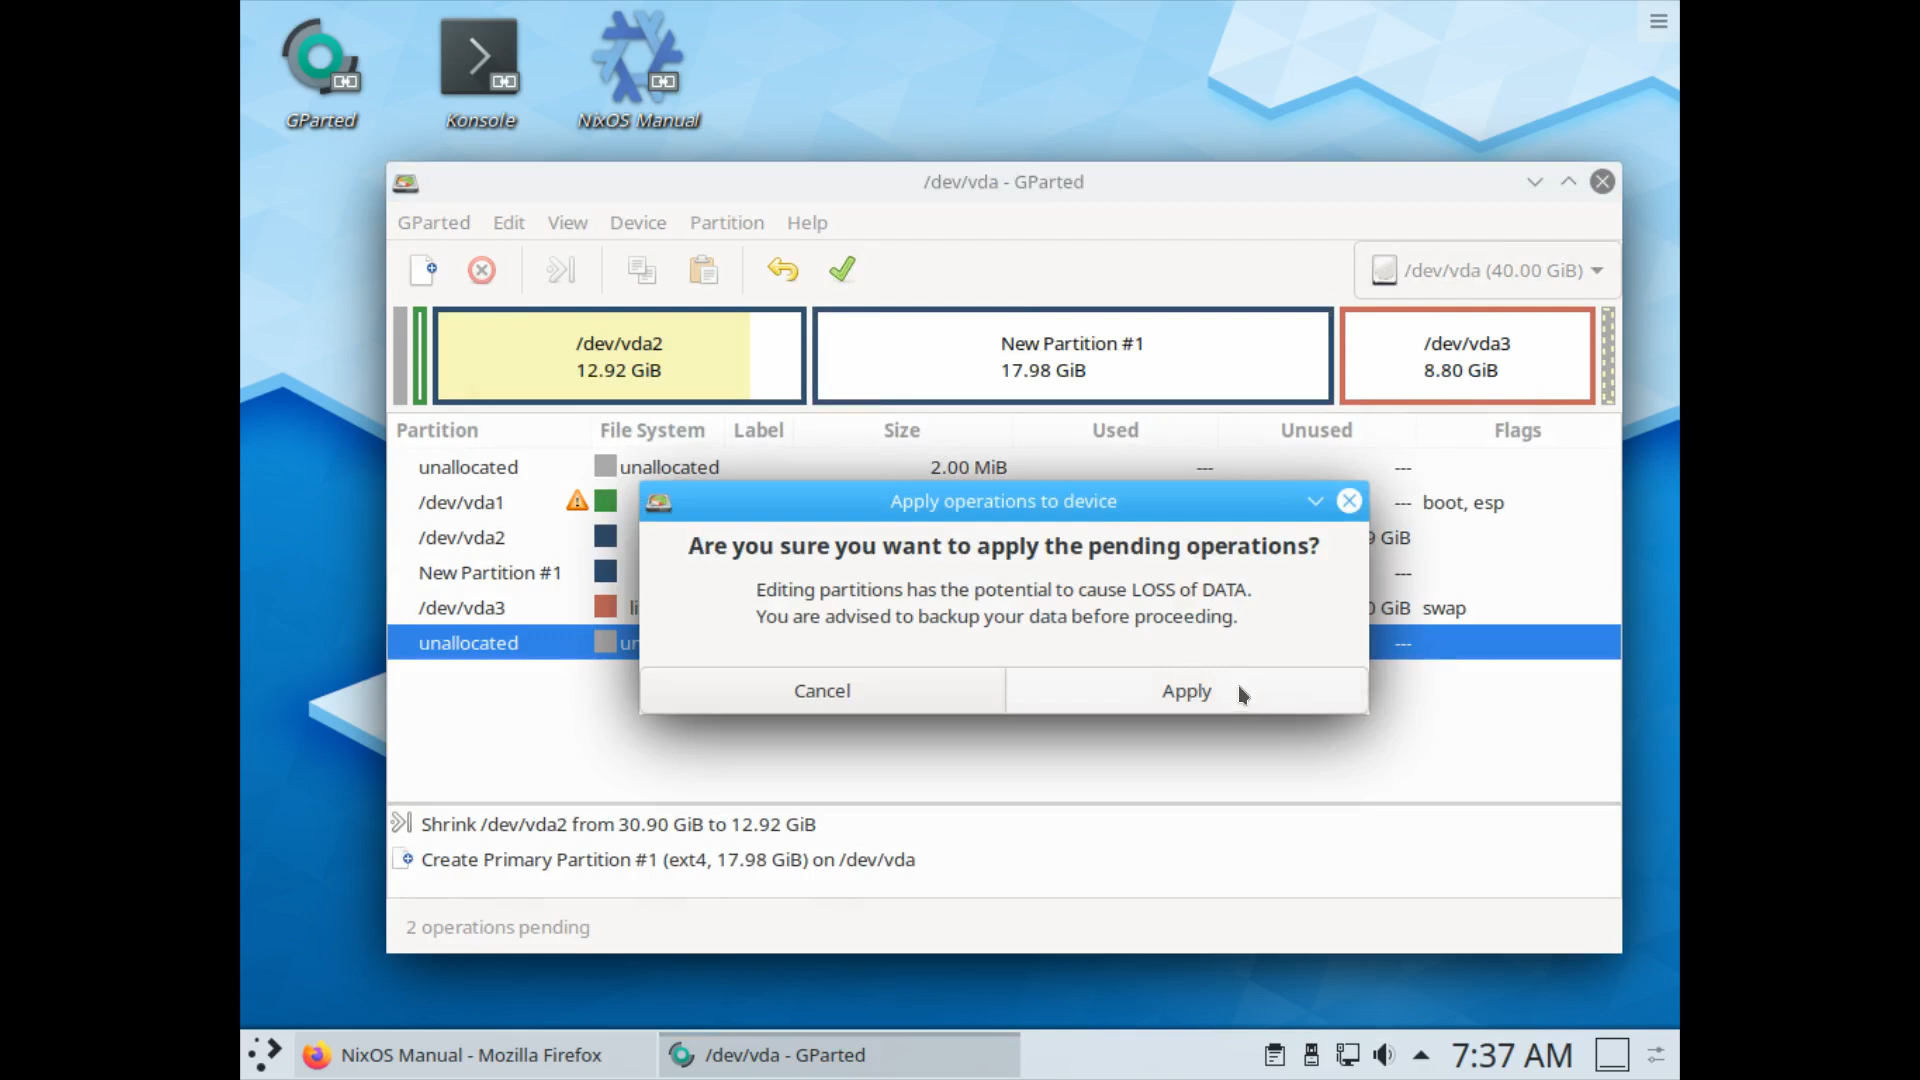 GParted
Konsole
NixOS Manual
/dev/vda - GParted
GParted Edit View Device Partition Help
/dev/vda (40.00 GiB)
/dev/vda2
12.92 GiB
New Partition #1
17.98 GiB
/dev/vda3
8.80 GiB
Partition File System Label Size Used Unused Flags
unallocated unallocated 2.00 MiB --- ---
/dev/vda1 --- boot, esp
/dev/vda2 GiB
New Partition #1 ---
/dev/vda3 GiB swap
unallocated ---
Apply operations to device
Are you sure you want to apply the pending operations?
Editing partitions has the potential to cause LOSS of DATA.
You are advised to backup your data before proceeding.
Cancel Apply
Shrink /dev/vda2 from 30.90 GiB to 12.92 GiB
Create Primary Partition #1 (ext4, 17.98 GiB) on /dev/vda
2 operations pending
NixOS Manual - Mozilla Firefox
/dev/vda - GParted
7:37 AM